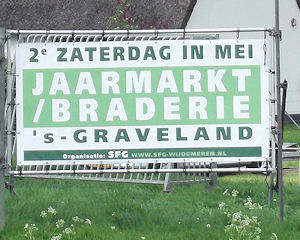 2e ZATERDAG IN MEI
JAARMARKT
/BRADERIE
's-GRAVELAND
Organisatie: SFG WWW.SFG-WIJDEMEREN.NL